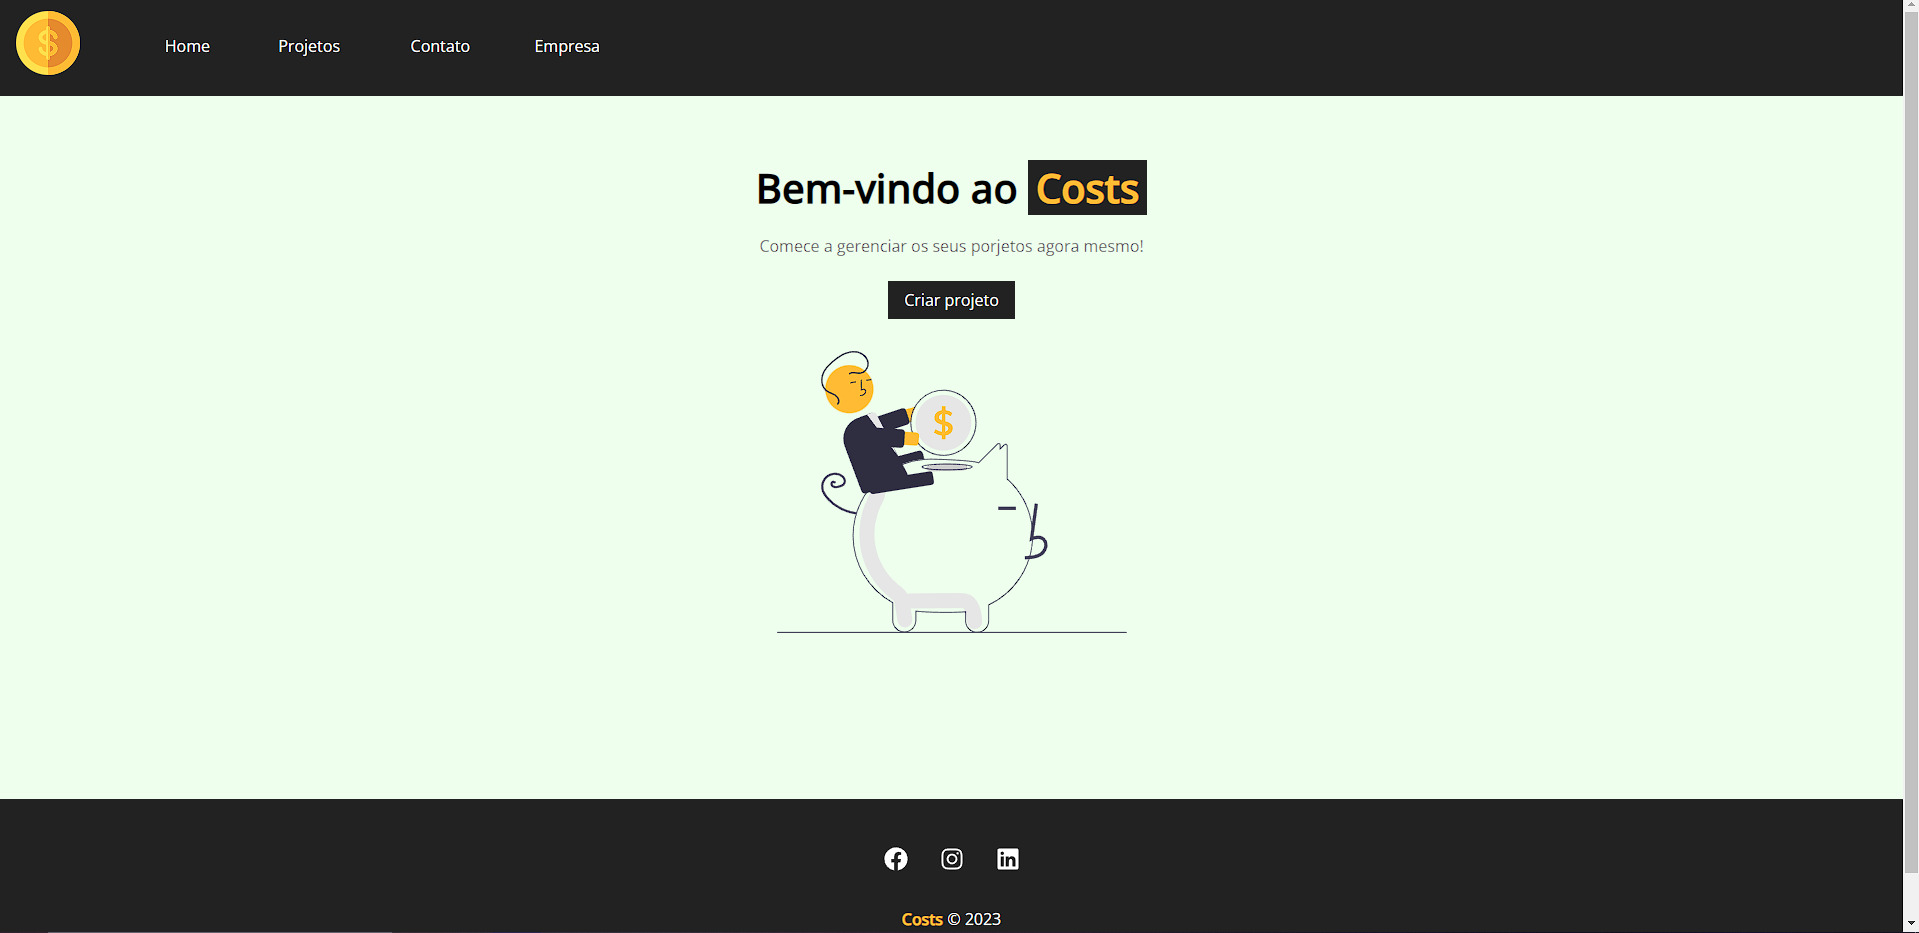 Home Projetos Contato Empresa
Bem-vindo ao Costs
Comece a gerenciar os seus porjetos agora mesmo!
Criar projeto
$
Costs © 2023